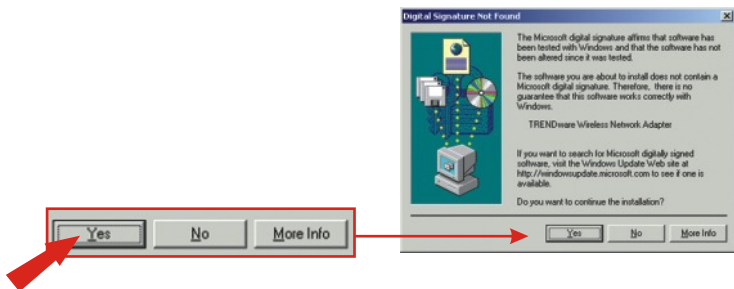 Digital Signature Not Found
The Microsoft digital signature affirms that software has
been tested with Windows and that the software has not
been altered since it was tested.
The software you are about to install does not contain a
Microsoft digital signature. Therefore, there is no
guarantee that this software works correctly with
Windows.
TRENDware Wireless Network Adapter
If you want to search for Microsoft digitally signed
software, visit the Windows Update Web site at
http://windowsupdate.microsoft.com to see if one is
available.
Do you want to continue the installation?
Yes No More Info
Yes No More Info